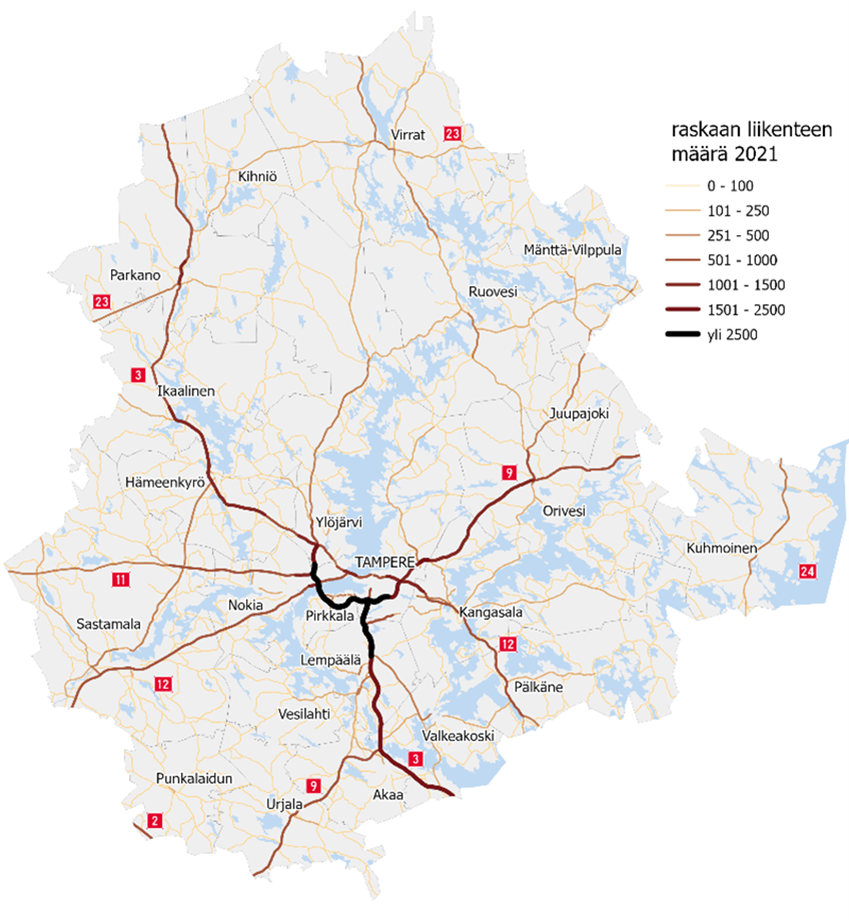 raskaan liikenteen
määrä 2021
0 - 100
101 - 250
251 - 500
501 - 1000
1001 - 1500
1501 - 2500
yli 2500
Virrat
23
Kihniö
Mänttä-Vilppula
Parkano
Ruovesi
23
3
Ikaalinen
Juupajoki
9
Hämeenkyrö
Orivesi
Ylöjärvi
Kuhmoinen
TAMPERE
24
11
Nokia
Pirkkala
Kangasala
Sastamala
12
Lempäälä
12
Pälkäne
Vesilahti
Valkeakoski
3
Punkalaidun
9
Akaa
Urjala
2